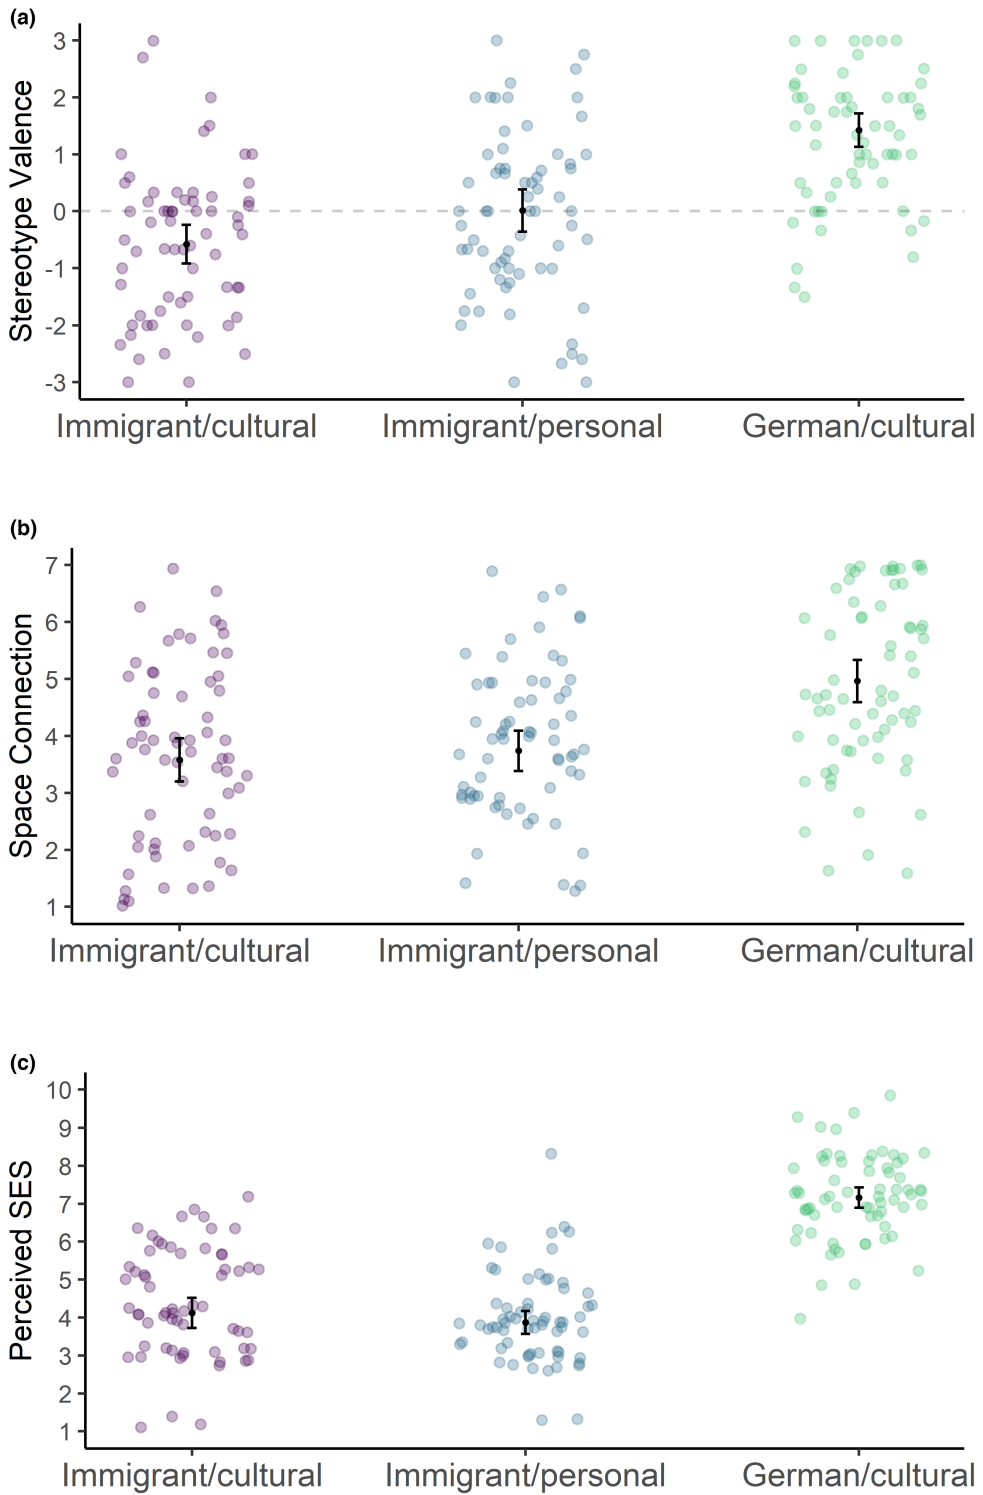 (a)
Stereotype Valence
3
2
1
0
-1
-2
-3
Immigrant/cultural Immigrant/personal German/cultural
(b)
Space Connection
7
6
5
4
3
2
1
Immigrant/cultural Immigrant/personal German/cultural
(c)
Perceived SES
10
9
8
7
6
5
4
3
2
1
Immigrant/cultural Immigrant/personal German/cultural